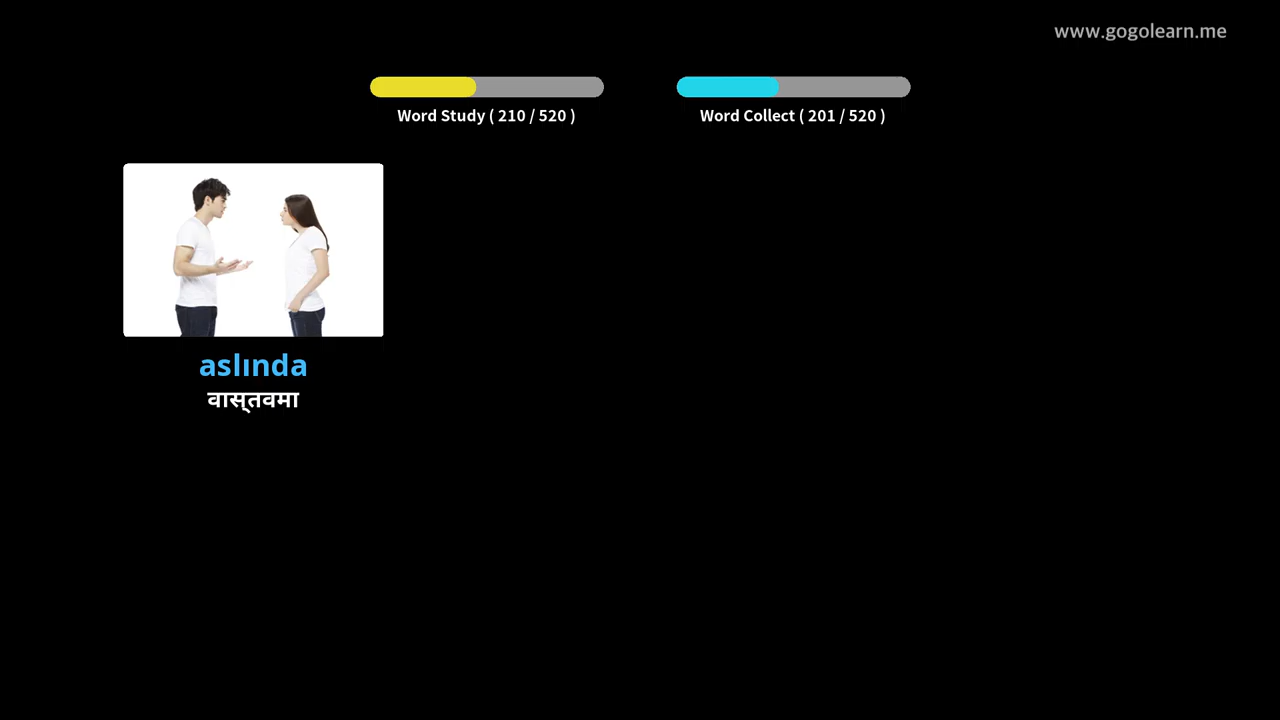 www.gogolearn.me
Word Study ( 210 / 520 )
Word Collect ( 201 / 520 )
aslında
वास्तवमा